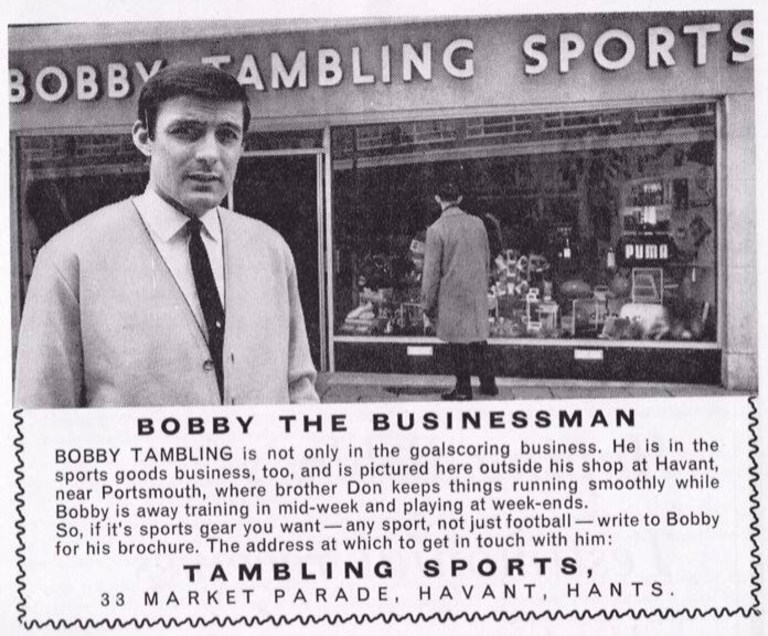 BOBBY TAMBLING SPORTS
PUMA
BOBBY THE BUSINESSMAN
BOBBY TAMBLING is not only in the goalscoring business. He is in the
sports goods business, too, and is pictured here outside his shop at Havant,
near Portsmouth, where brother Don keeps things running smoothly while
Bobby is away training in mid-week and playing at week-ends.
So, if it's sports gear you want—any sport, not just football—write to Bobby
for his brochure. The address at which to get in touch with him:
TAMBLING SPORTS,
33 MARKET PARADE, HAVANT, HANTS.